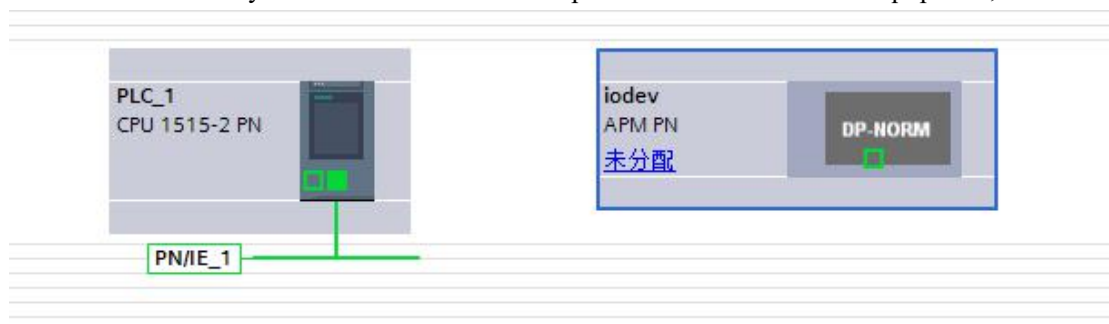 PLC_1
CPU 1515-2 PN
iodev
APM PN
未分配
DP-NORM
PN/IE_1